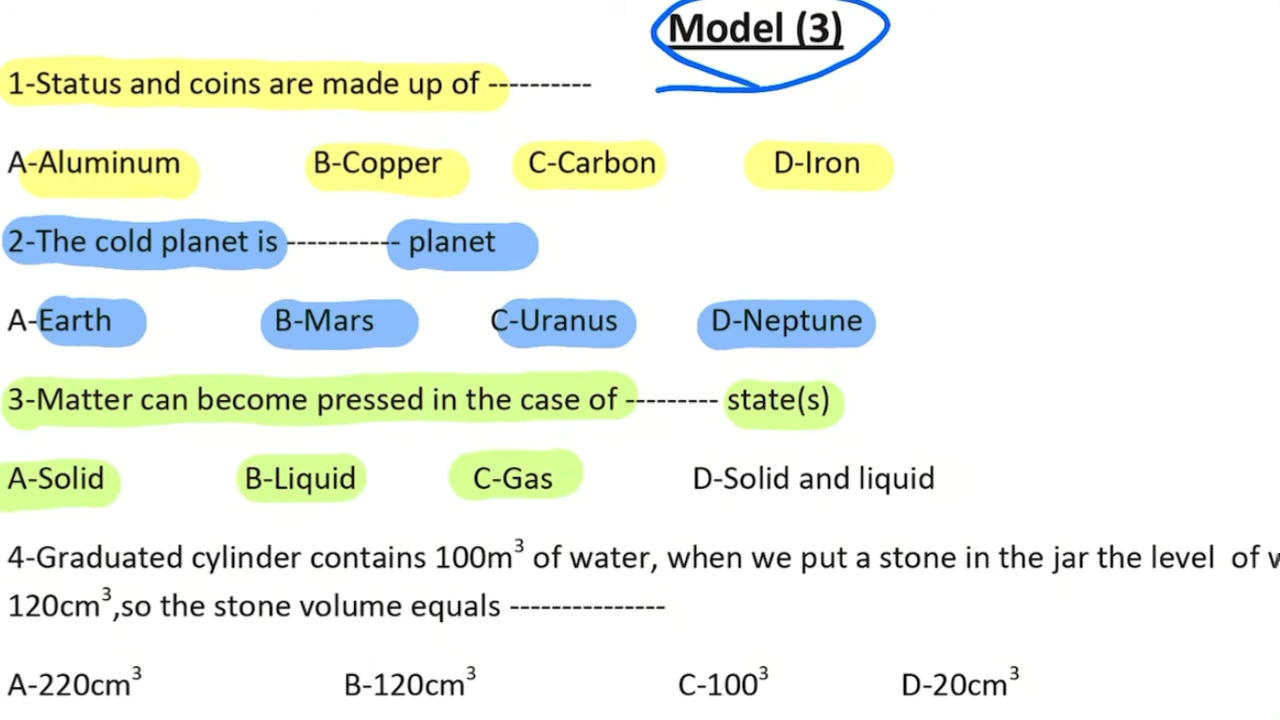 Model (3)
1-Status and coins are made up of ----------
A-Aluminum B-Copper C-Carbon D-Iron
2-The cold planet is ----------- planet
A-Earth B-Mars C-Uranus D-Neptune
3-Matter can become pressed in the case of --------- state(s)
A-Solid B-Liquid C-Gas D-Solid and liquid
4-Graduated cylinder contains 100m³ of water, when we put a stone in the jar the level of
120cm³,so the stone volume equals ---------------
A-220cm³ B-120cm³ C-100³ D-20cm³